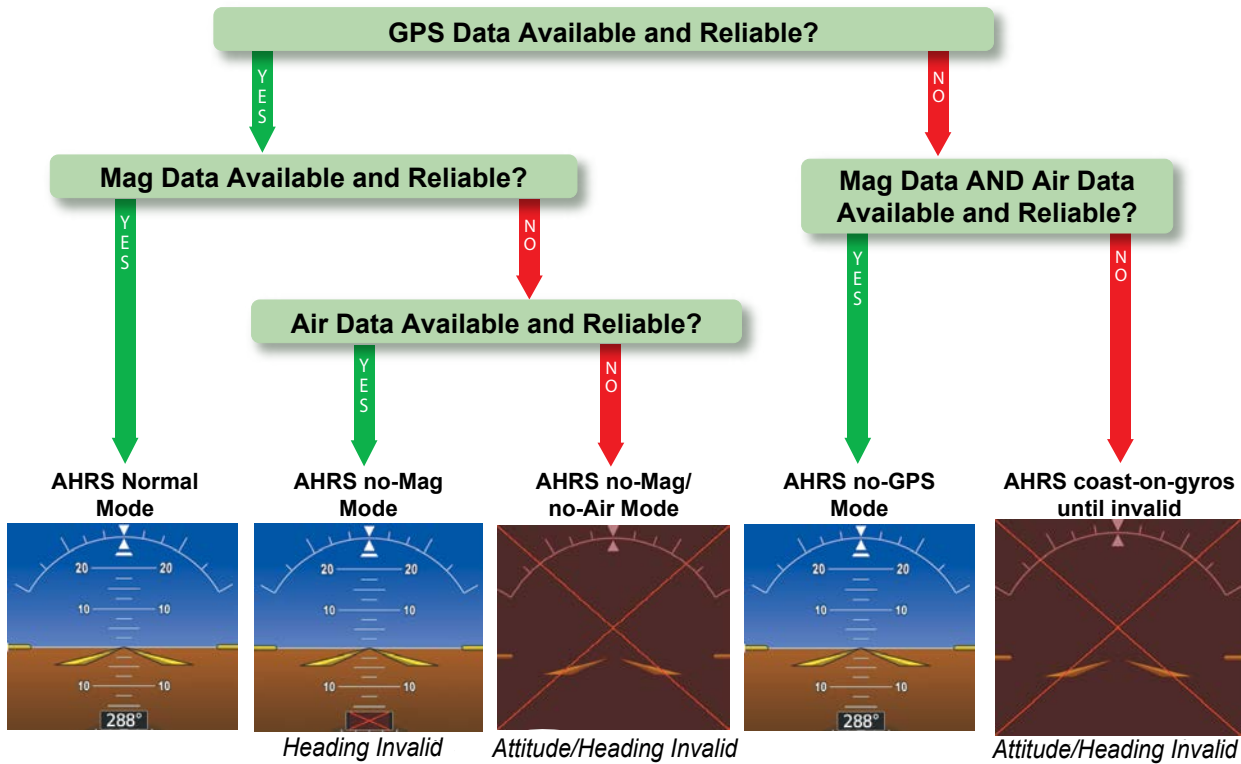 GPS Data Available and Reliable?
YES
NO
Mag Data Available and Reliable?
Mag Data AND Air Data
Available and Reliable?
YES
NO
YES
NO
Air Data Available and Reliable?
YES
NO
AHRS Normal
Mode
AHRS no-Mag
Mode
AHRS no-Mag/
no-Air Mode
AHRS no-GPS
Mode
AHRS coast-on-gyros
until invalid
20 20
10 10
10 10
288°
20 20
10 10
10 10
20 20
10 10
10 10
288°
Heading Invalid
Attitude/Heading Invalid
Attitude/Heading Invalid